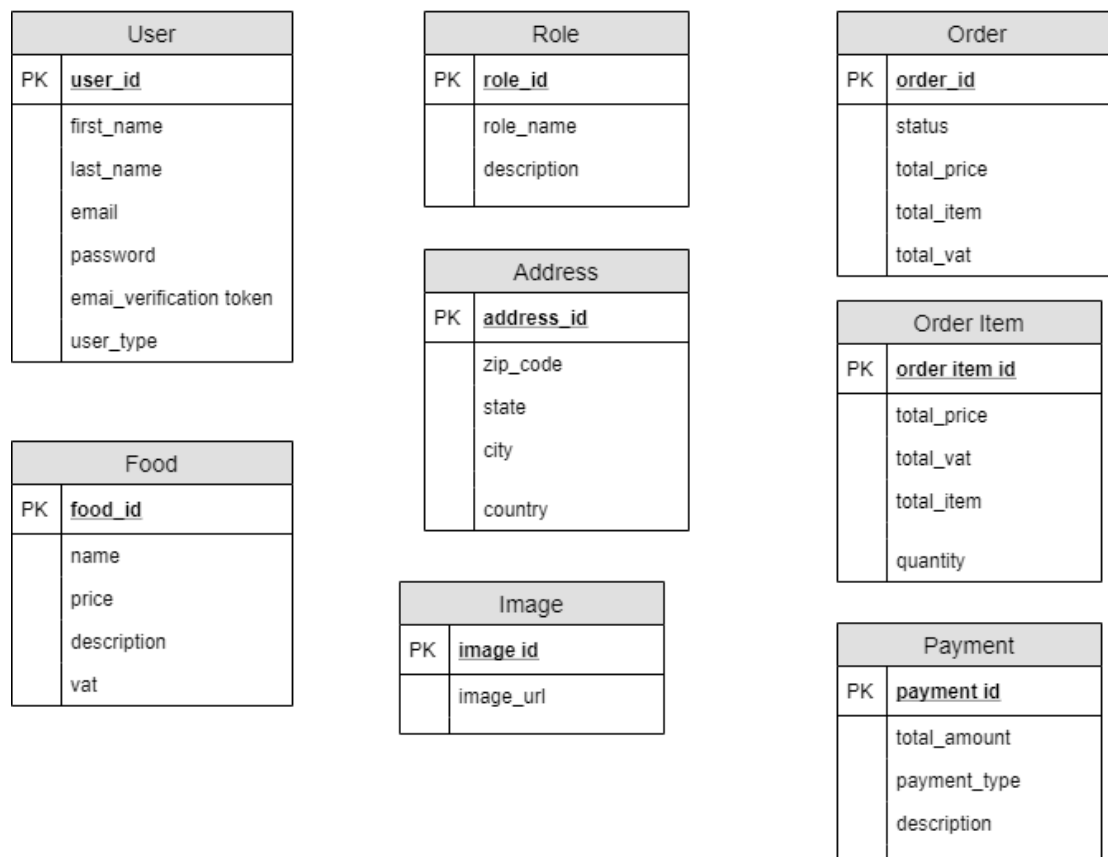 User
PK user_id
first_name
last_name
email
password
emai_verification token
user_type
Food
PK food_id
name
price
description
vat
Role
PK role_id
role_name
description
Address
PK address_id
zip_code
state
city
country
Image
PK image id
image_url
Order
PK order_id
status
total_price
total_item
total_vat
Order Item
PK order item id
total_price
total_vat
total_item
quantity
Payment
PK payment id
total_amount
payment_type
description